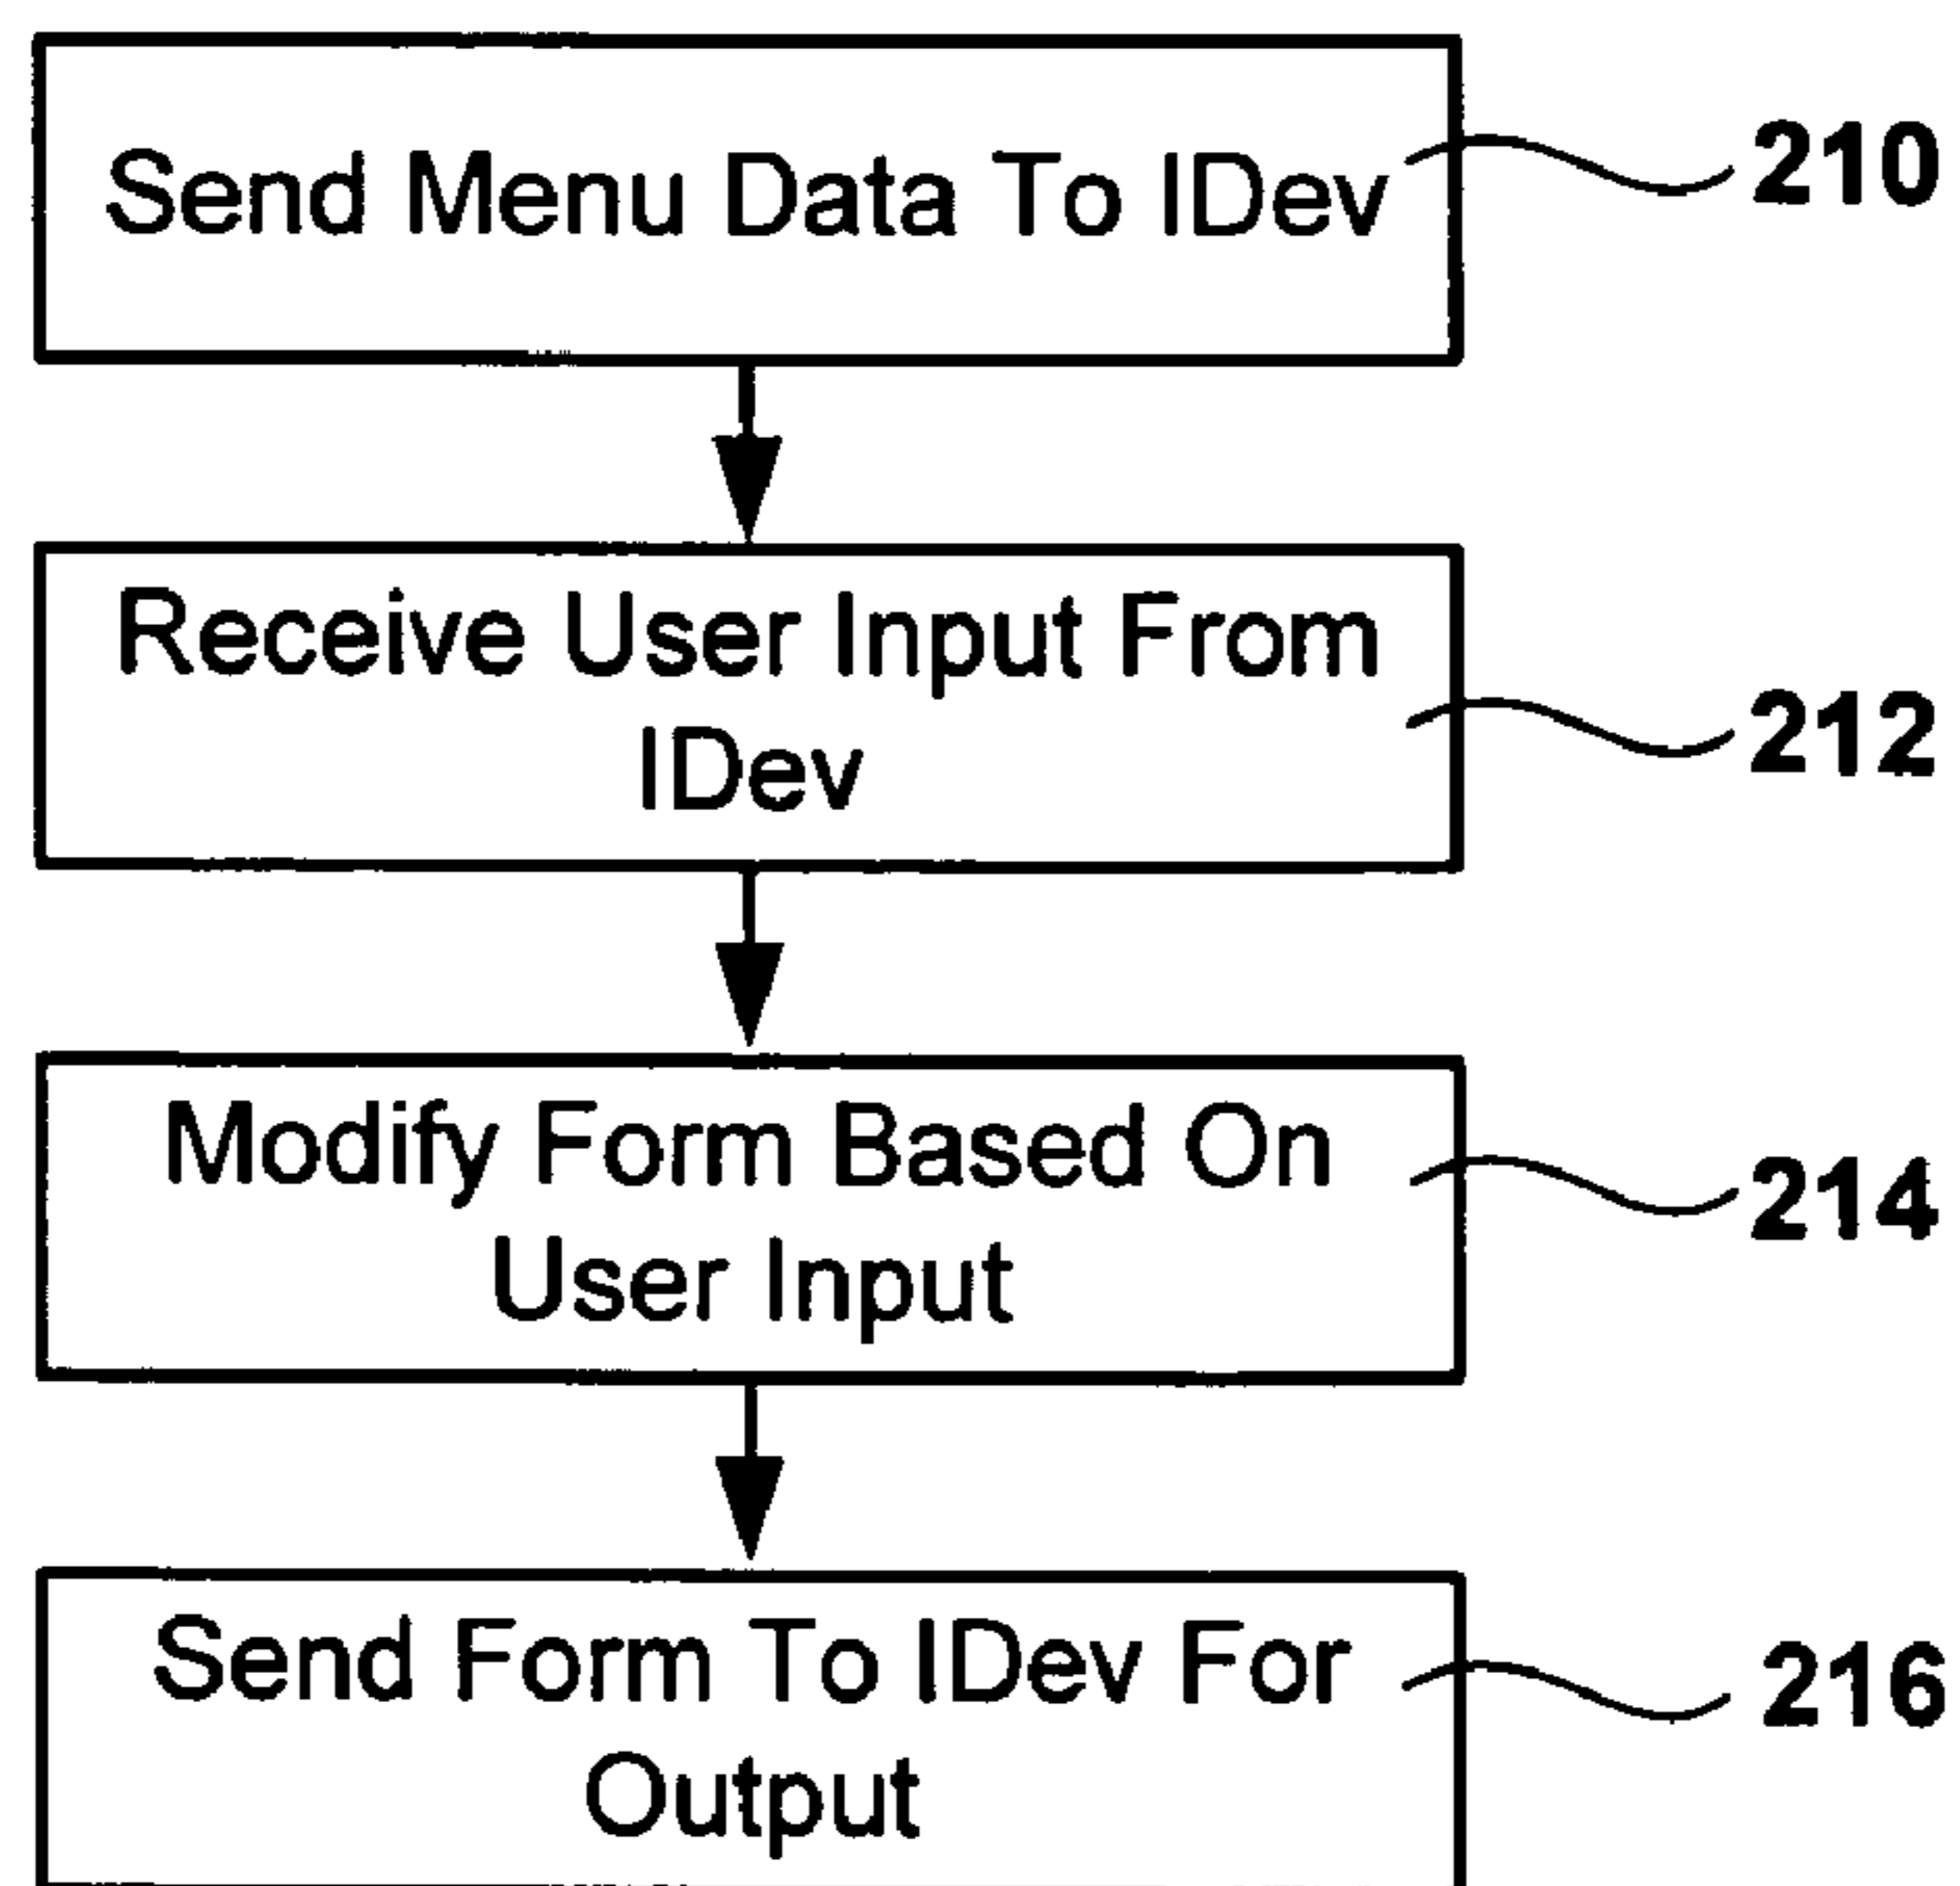 Send Menu Data To IDev
210
Receive User Input From
IDev
212
Modify Form Based On
User Input
214
Send Form To IDev For
Output
216